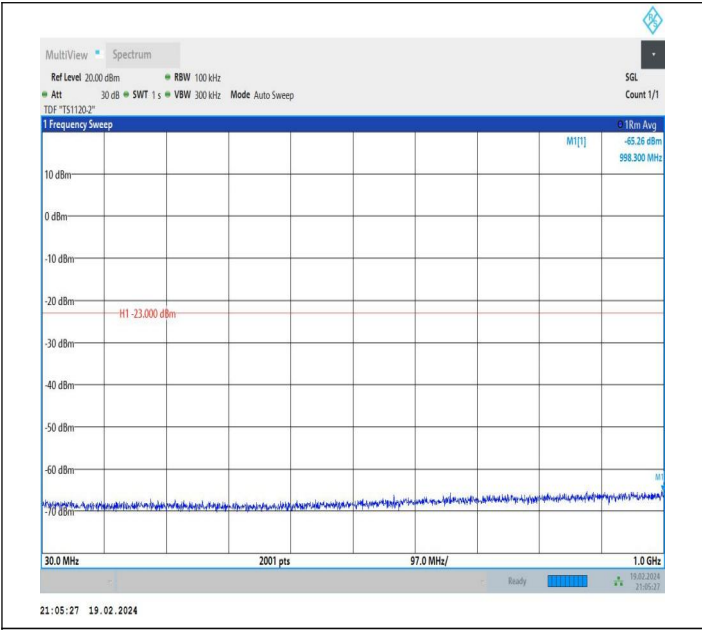 MultiView Spectrum
Ref Level 20.00 dBm RBW 100 kHz SGL
Att 30 dB SWT 1 s VBW 300 kHz Mode Auto Sweep Count 1/1
TDF "TS1120-2"
1 Frequency Sweep 1Rm Avg
M1[1] -65.26 dBm
998.300 MHz
10 dBm
0 dBm
-10 dBm
-20 dBm
H1 -23.000 dBm
-30 dBm
-40 dBm
-50 dBm
-60 dBm
M1
-70 dBm
30.0 MHz 2001 pts 97.0 MHz/ 1.0 GHz
Ready 19.02.2024
21:05:27
21:05:27 19.02.2024